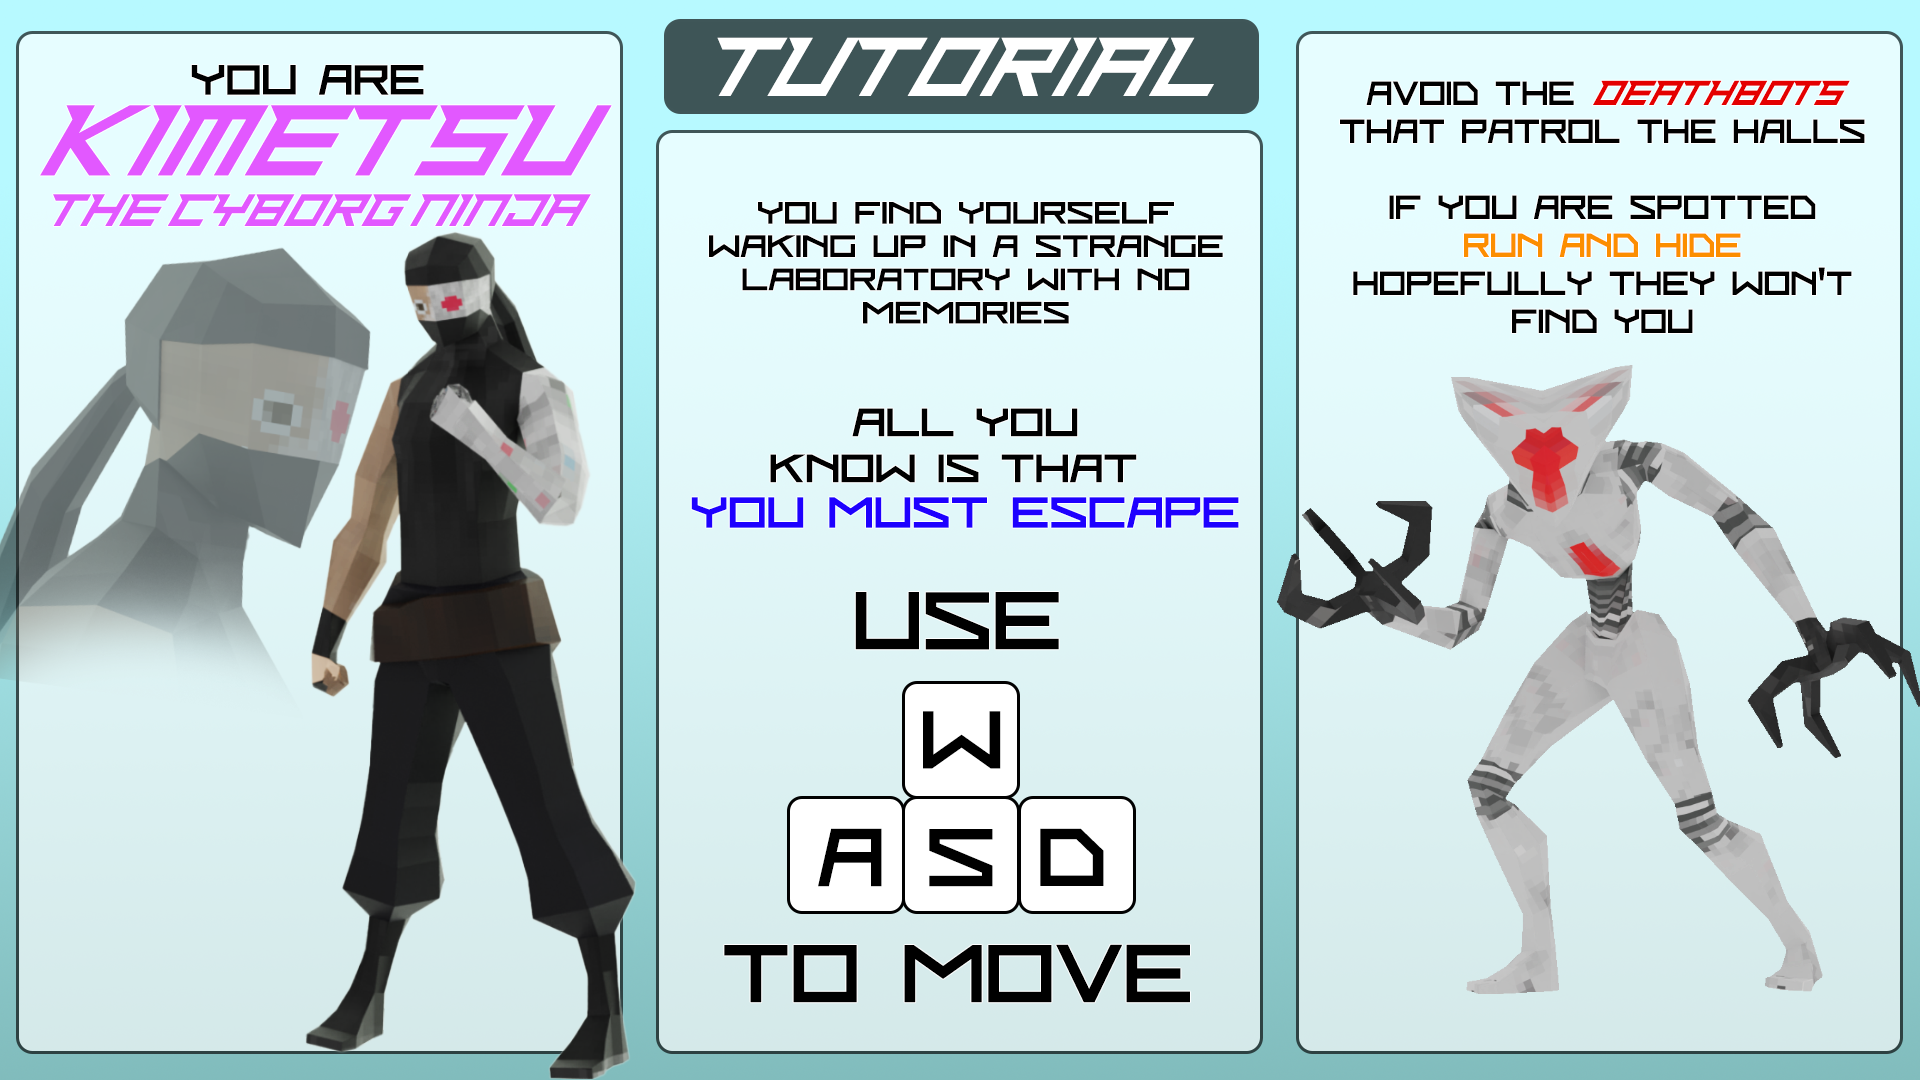 YOU ARE
KIMETSU
THE CYBORG NINJA
TUTORIAL
YOU FIND YOURSELF
WAKING UP IN A STRANGE
LABORATORY WITH NO
MEMORIES
ALL YOU
KNOW IS THAT
YOU MUST ESCAPE
USE
W
A S D
TO MOVE
AVOID THE DEATHBOTS
THAT PATROL THE HALLS
IF YOU ARE SPOTTED
RUN AND HIDE
HOPEFULLY THEY WON'T
FIND YOU